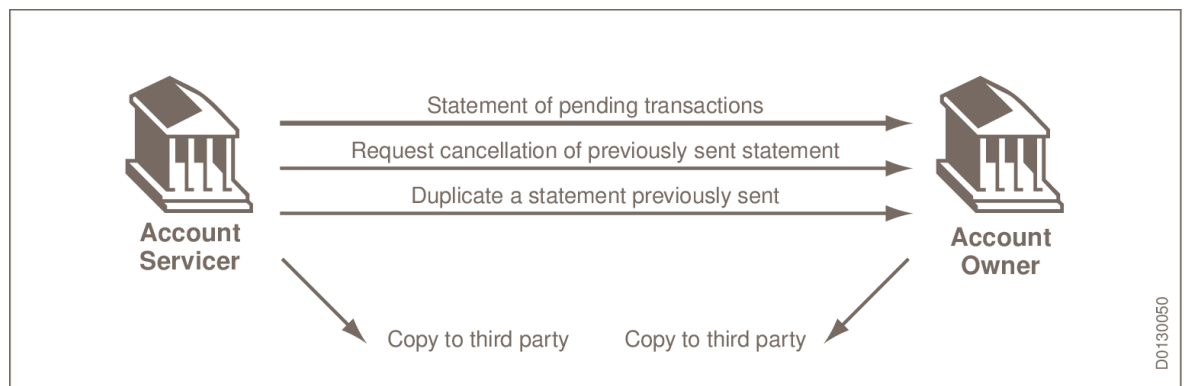 Statement of pending transactions
Request cancellation of previously sent statement
Duplicate a statement previously sent
Account
Servicer
Account
Owner
Copy to third party
Copy to third party
D0130050